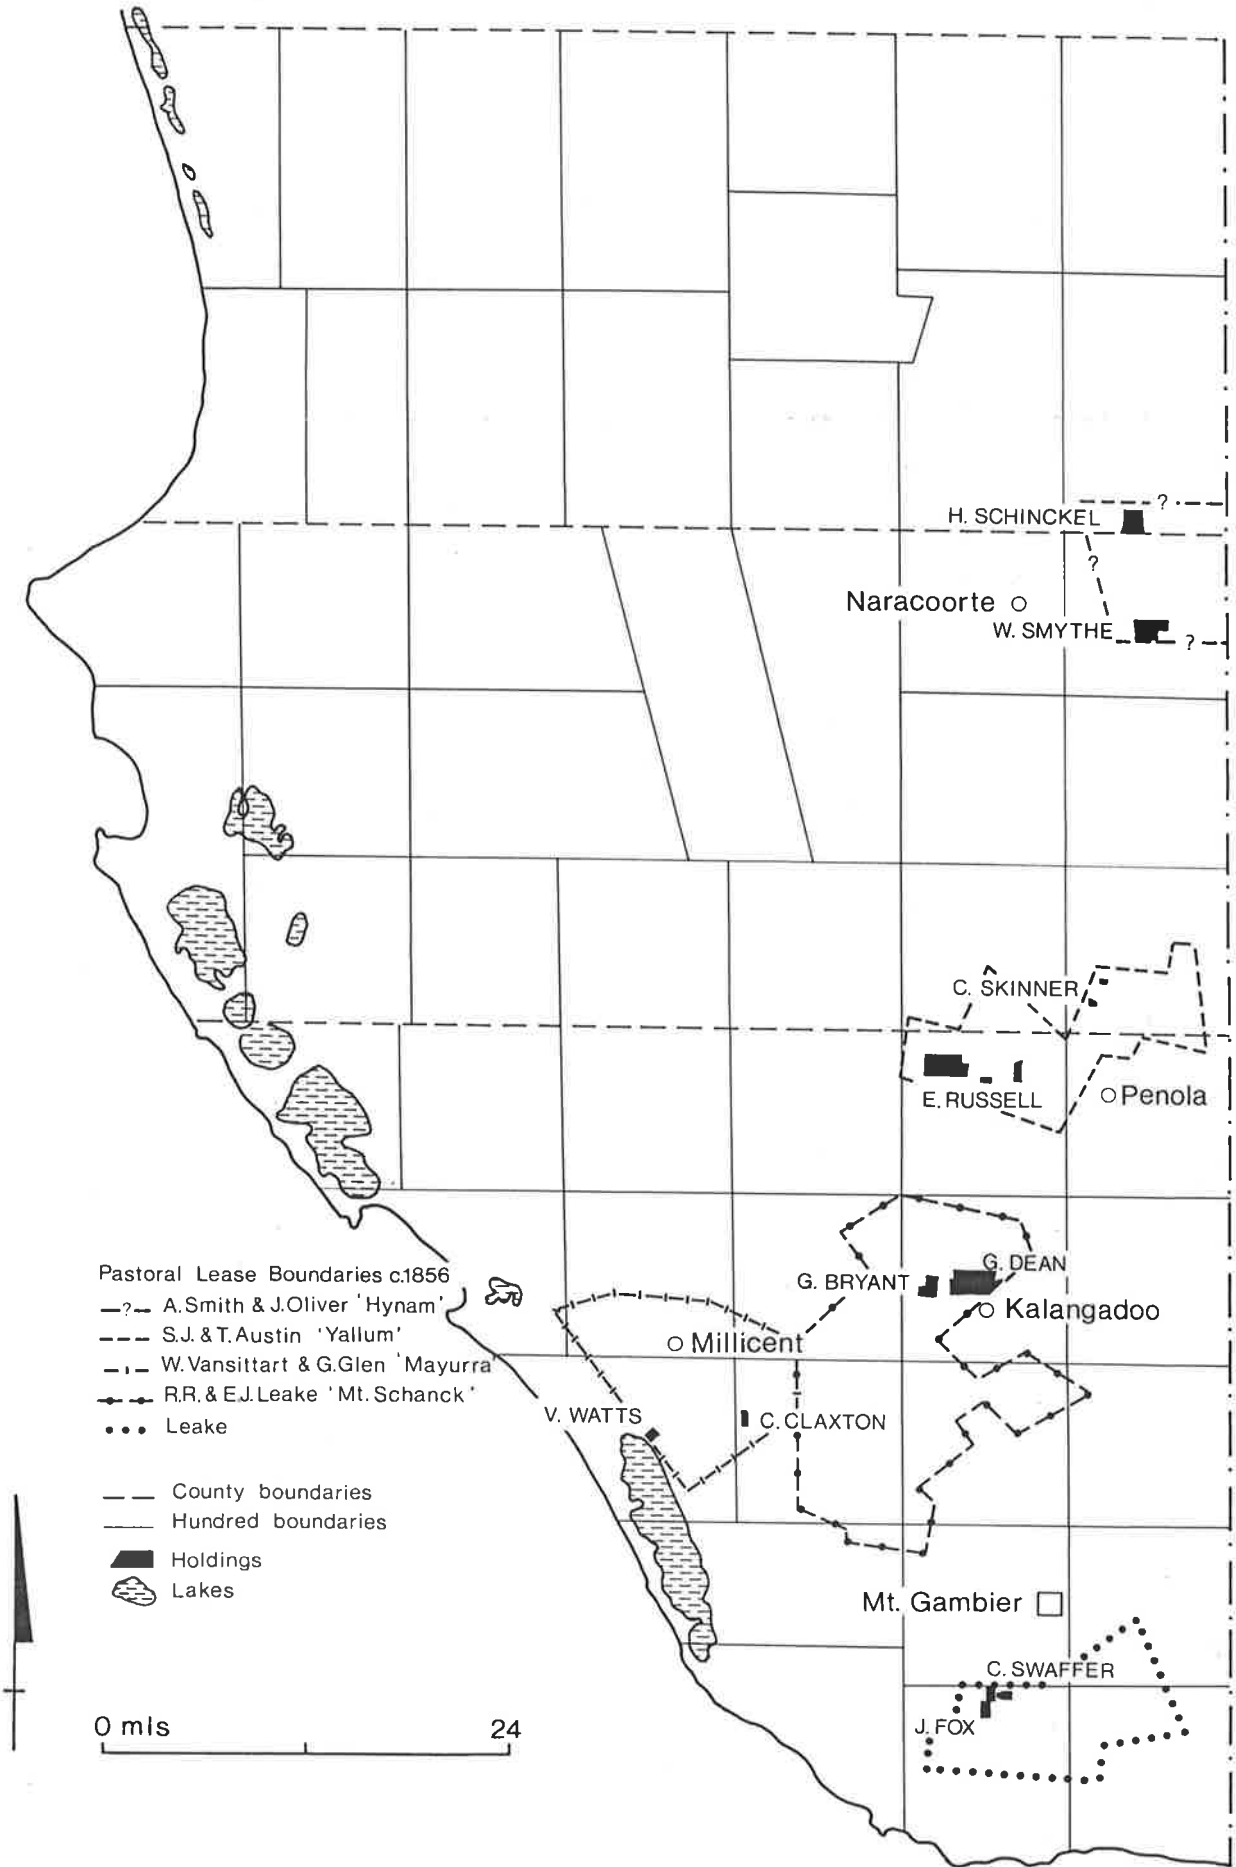 ?
H. SCHINCKEL
?
Naracoorte
W. SMYTHE
?
C. SKINNER
E. RUSSELL
Penola
G. DEAN
G. BRYANT
Kalangadoo
Millicent
V. WATTS
C. CLAXTON
Mt. Gambier
C. SWAFFER
J. FOX
Pastoral Lease Boundaries c.1856
? A.Smith & J.Oliver 'Hynam'
S.J. & T. Austin 'Yallum'
W. Vansittart & G.Glen 'Mayurra'
R.R. & E.J. Leake 'Mt. Schanck'
Leake
County boundaries
Hundred boundaries
Holdings
Lakes
0 mls 24